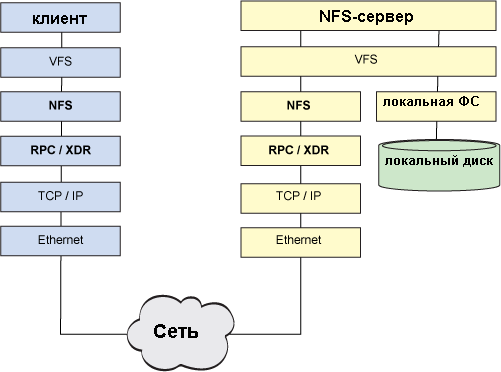 клиент
VFS
NFS
RPC / XDR
TCP / IP
Ethernet
NFS-сервер
VFS
NFS
RPC / XDR
TCP / IP
Ethernet
локальная ФС
локальный диск
Сеть